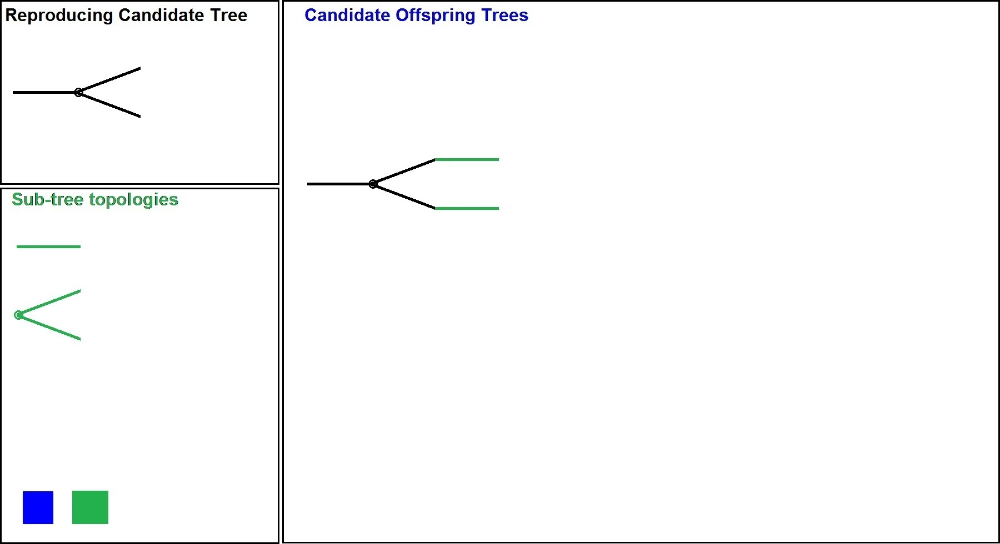 Reproducing Candidate Tree
Candidate Offspring Trees
Sub-tree topologies